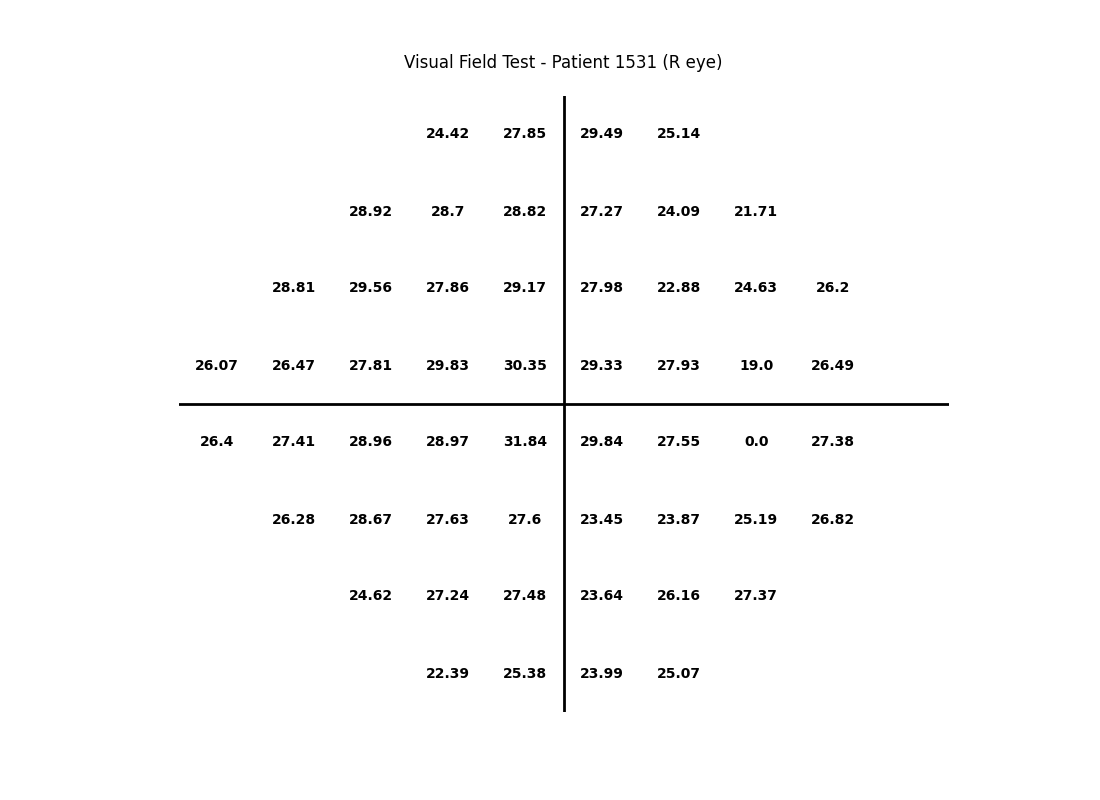 Visual Field Test - Patient 1531 (R eye)
24.42 27.85 29.49 25.14
28.92 28.7 28.82 27.27 24.09 21.71
28.81 29.56 27.86 29.17 27.98 22.88 24.63 26.2
26.07 26.47 27.81 29.83 30.35 29.33 27.93 19.0 26.49
26.4 27.41 28.96 28.97 31.84 29.84 27.55 0.0 27.38
26.28 28.67 27.63 27.6 23.45 23.87 25.19 26.82
24.62 27.24 27.48 23.64 26.16 27.37
22.39 25.38 23.99 25.07